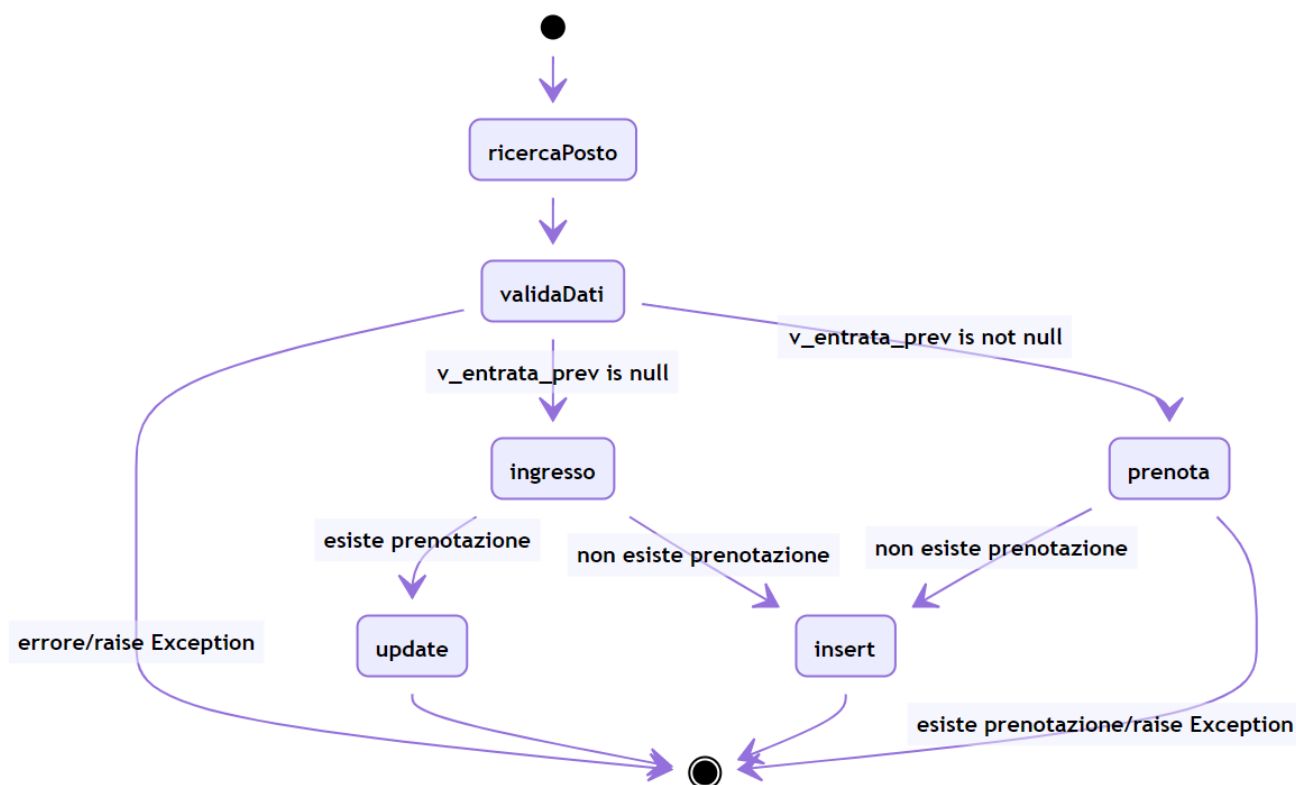 ricercaPosto
validaDati
v_entrata_prev is not null
v_entrata_prev is null
ingresso
prenota
esiste prenotazione
non esiste prenotazione
non esiste prenotazione
errore/raise Exception
update
insert
esiste prenotazione/raise Exception